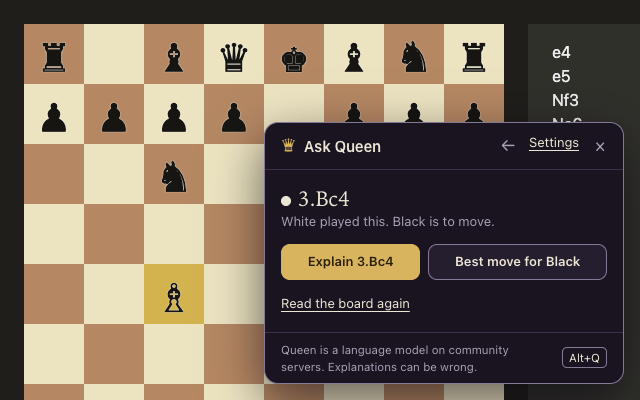 e4
e5
Nf3
Ask Queen
Settings
3.Bc4
White played this. Black is to move.
Explain 3.Bc4
Best move for Black
Read the board again
Queen is a language model on community
servers. Explanations can be wrong.
Alt+Q